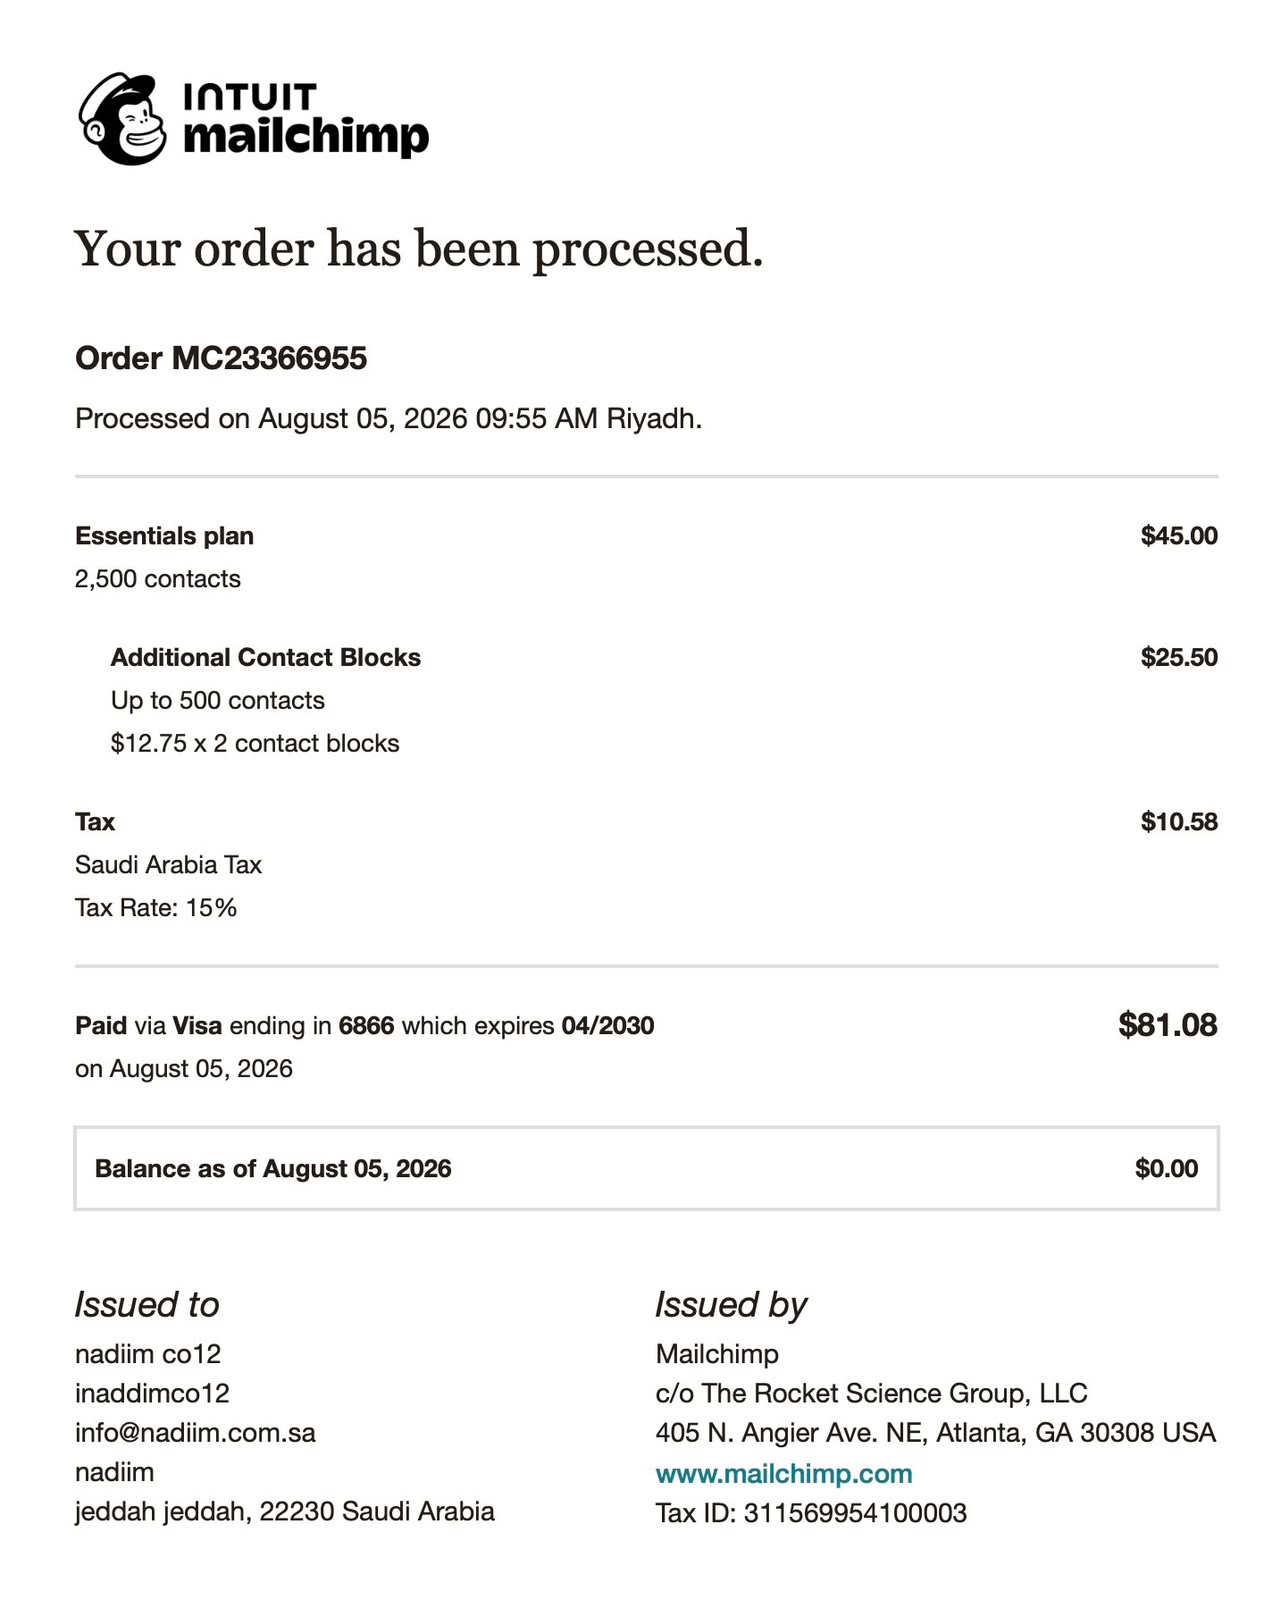 INTUIT
mailchimp
Your order has been processed.
Order MC23366955
Processed on August 05, 2026 09:55 AM Riyadh.
Essentials plan $45.00
2,500 contacts
Additional Contact Blocks $25.50
Up to 500 contacts
$12.75 x 2 contact blocks
Tax $10.58
Saudi Arabia Tax
Tax Rate: 15%
Paid via Visa ending in 6866 which expires 04/2030 $81.08
on August 05, 2026
Balance as of August 05, 2026 $0.00
Issued to
nadiim co12
inaddimco12
info@nadiim.com.sa
nadiim
jeddah jeddah, 22230 Saudi Arabia
Issued by
Mailchimp
c/o The Rocket Science Group, LLC
405 N. Angier Ave. NE, Atlanta, GA 30308 USA
www.mailchimp.com
Tax ID: 311569954100003